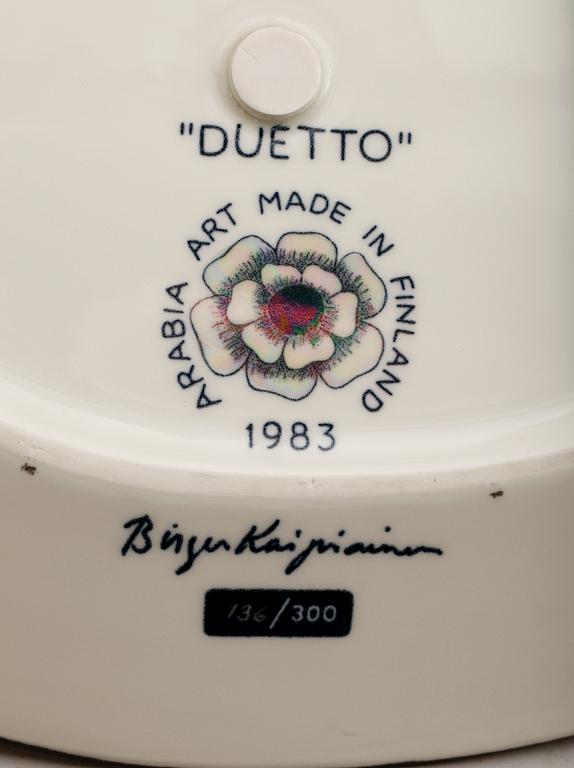 "DUETTO"
ARABIA ART MADE IN FINLAND
1983
Birger Kaipiainen
136/300